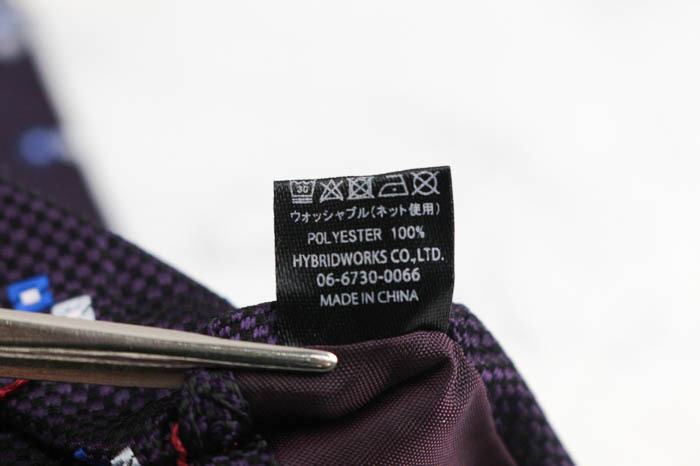 30
ウォッシャブル(ネット使用)
POLYESTER 100%
HYBRIDWORKS CO.,LTD.
06-6730-0066
MADE IN CHINA